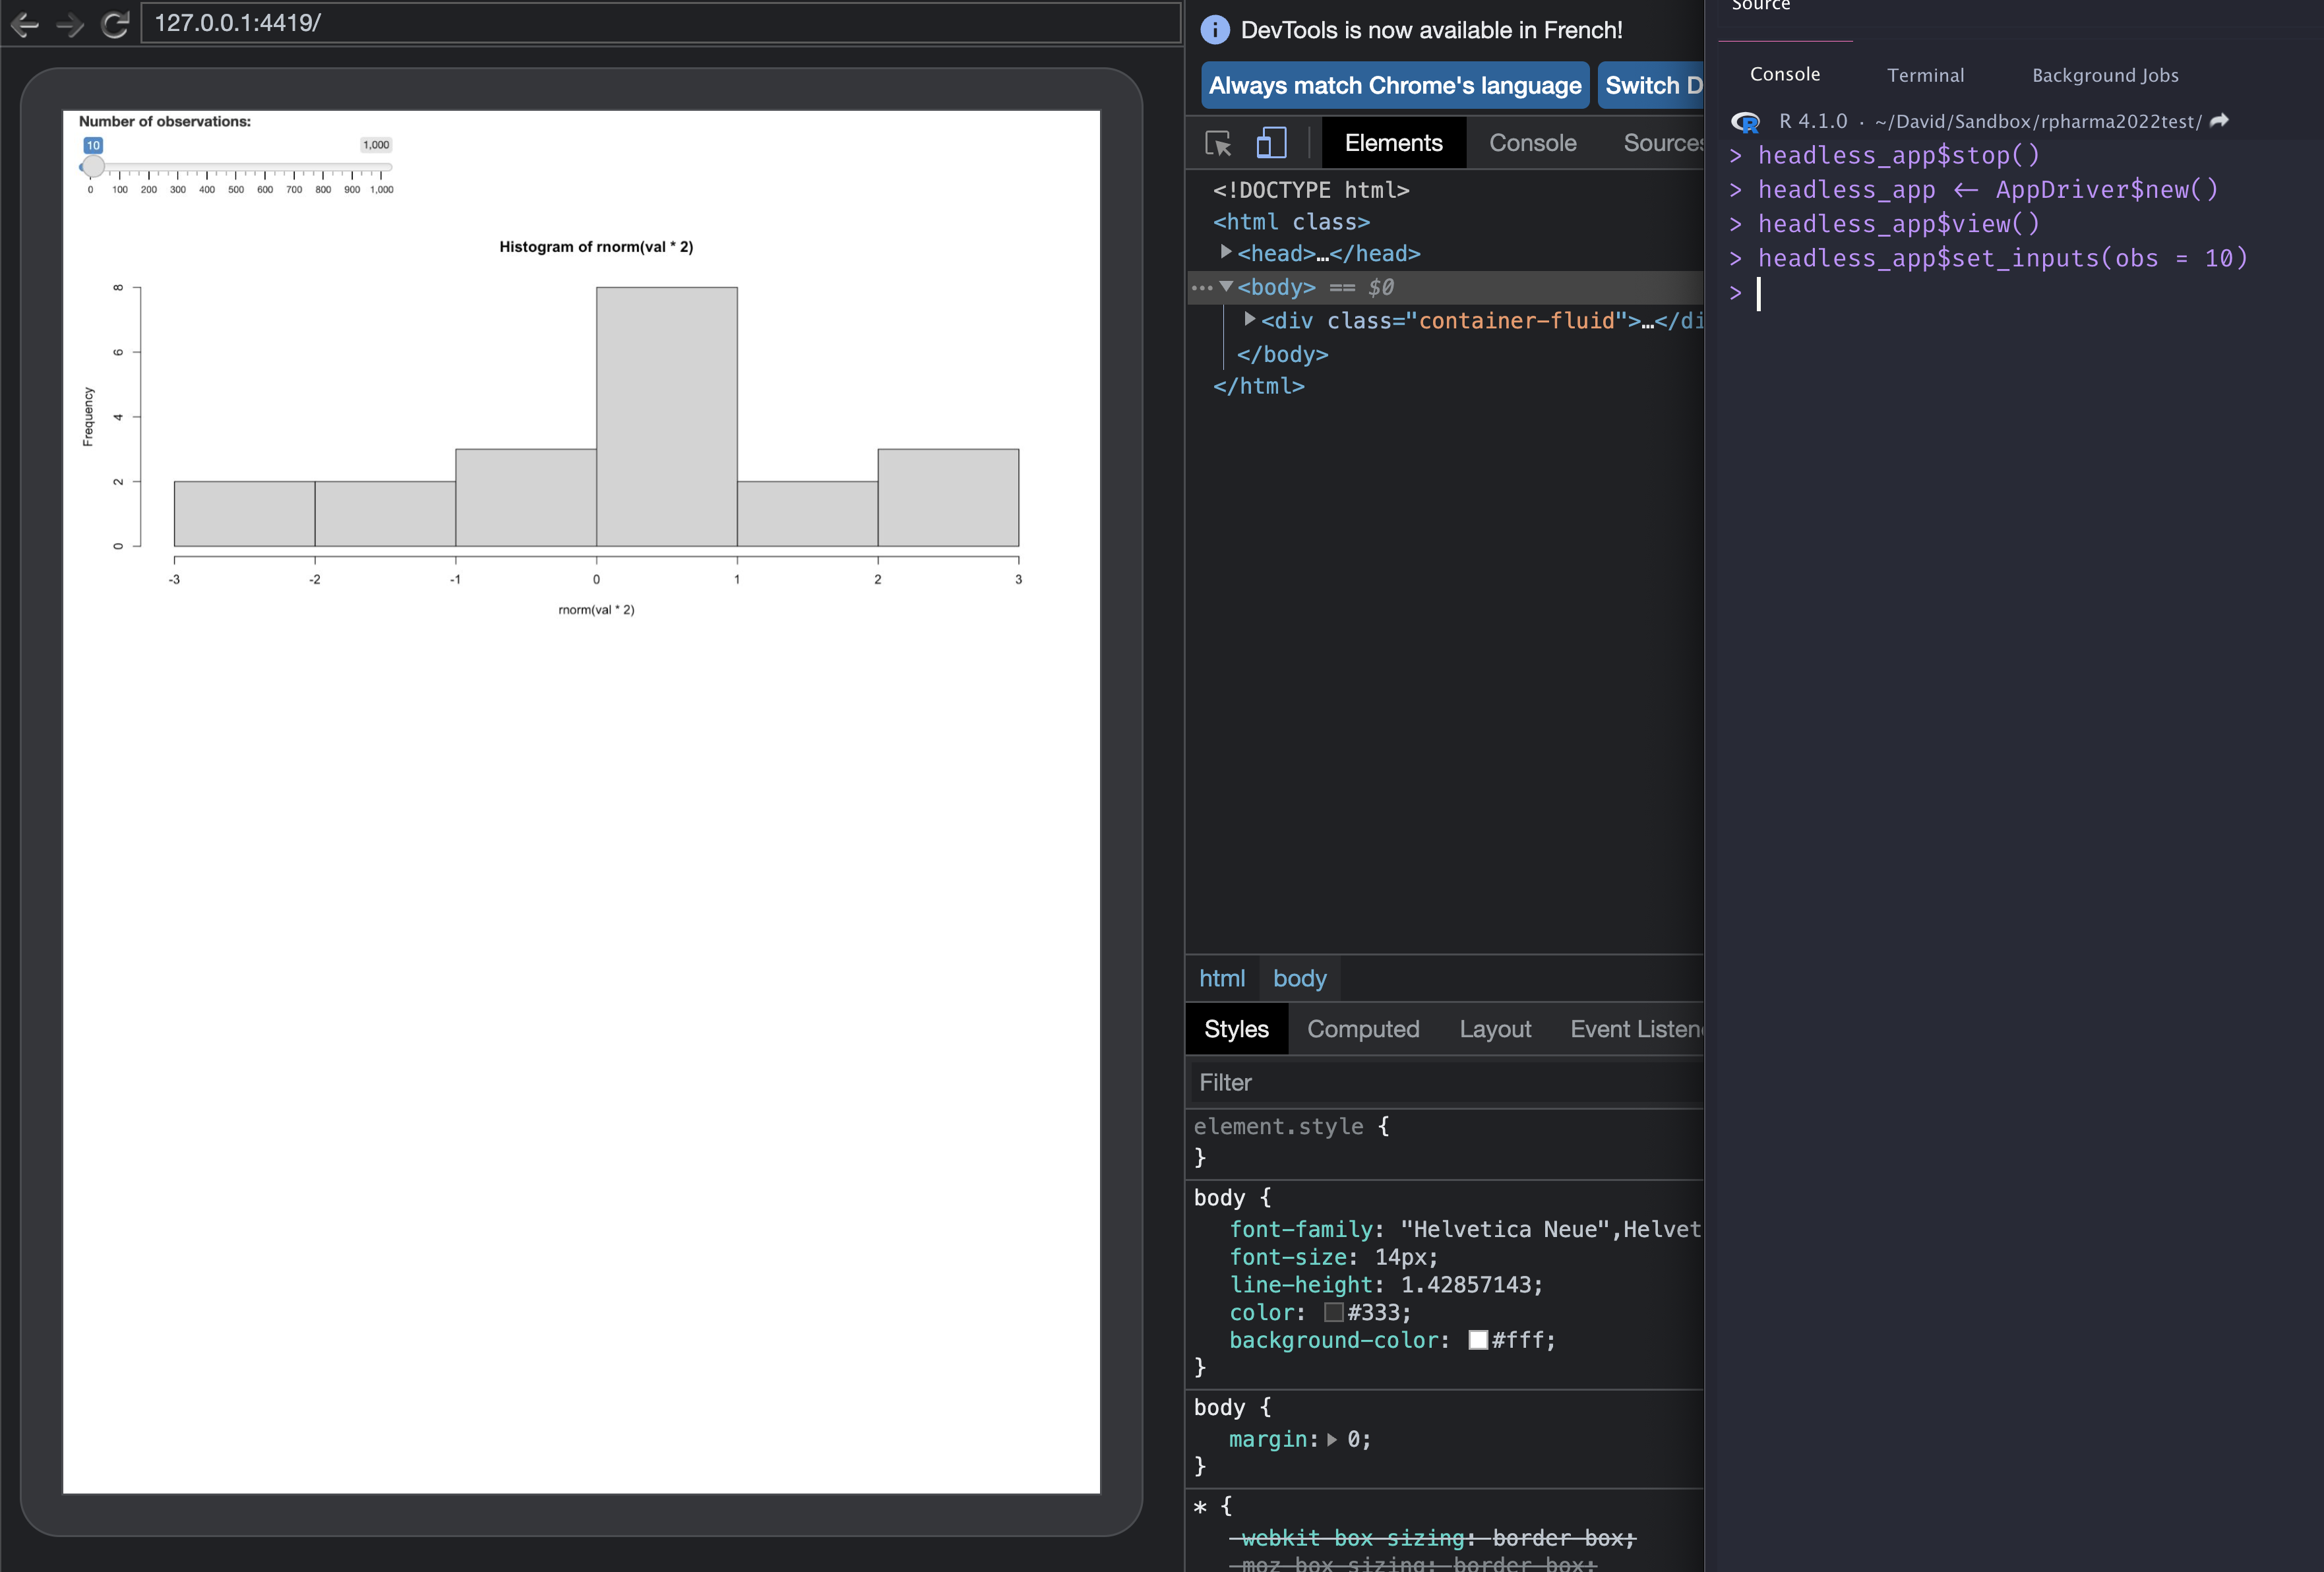 127.0.0.1:4419/
Number of observations:
10 1,000
0 100 200 300 400 500 600 700 800 900 1,000
Histogram of rnorm(val * 2)
Frequency
8
6
4
2
0
-3 -2 -1 0 1 2 3
rnorm(val * 2)
DevTools is now available in French!
Always match Chrome's language Switch D
Elements Console Sources
<!DOCTYPE html>
<html class>
<head>…</head>
<body> == $0
<div class="container-fluid">…</di
</body>
</html>
html body
Styles Computed Layout Event Listen
Filter
element.style {
}
body {
font-family: "Helvetica Neue",Helvet
font-size: 14px;
line-height: 1.42857143;
color: #333;
background-color: #fff;
}
body {
margin: 0;
}
* {
-webkit-box-sizing: border-box;
-moz-box-sizing: border-box;
Source
Console Terminal Background Jobs
R 4.1.0 · ~/David/Sandbox/rpharma2022test/
> headless_app$stop()
> headless_app <- AppDriver$new()
> headless_app$view()
> headless_app$set_inputs(obs = 10)
>